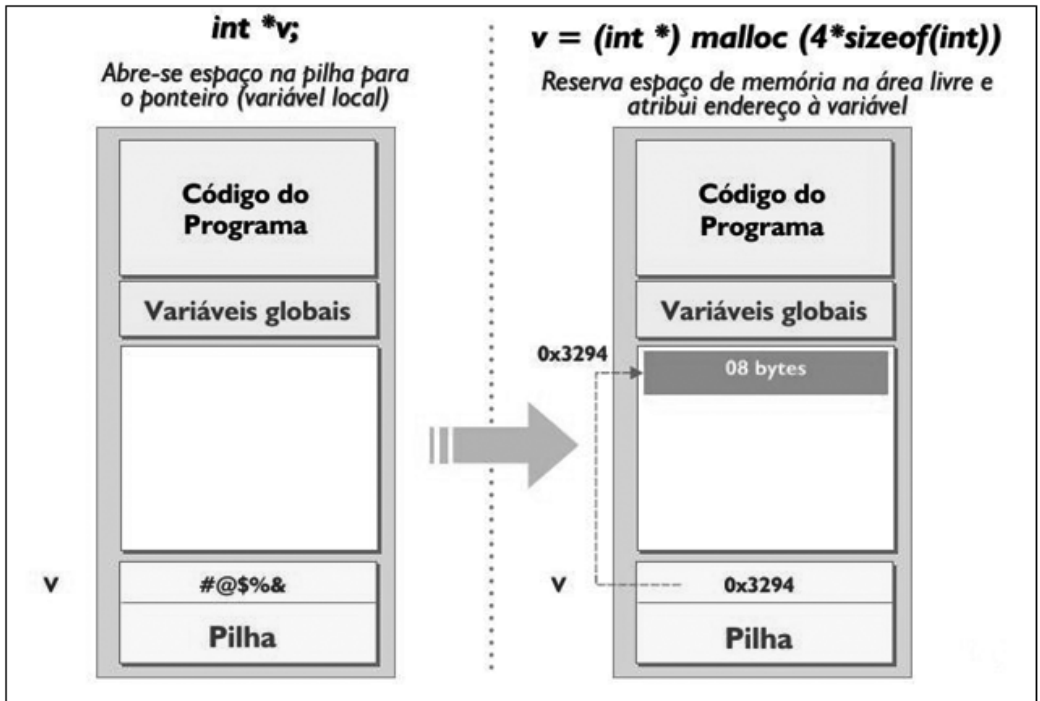 int *v;
Abre-se espaço na pilha para
o ponteiro (variável local)
Código do
Programa
Variáveis globais
v
#@$%&
Pilha
v = (int *) malloc (4*sizeof(int))
Reserva espaço de memória na área livre e
atribui endereço à variável
Código do
Programa
Variáveis globais
0x3294
08 bytes
v
0x3294
Pilha